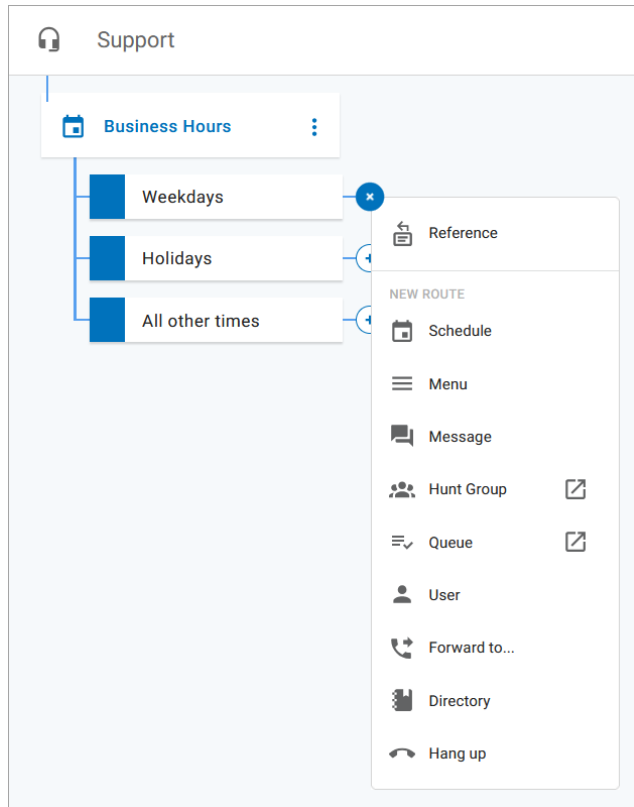 Support
Business Hours
Weekdays
Holidays
All other times
Reference
NEW ROUTE
Schedule
Menu
Message
Hunt Group
Queue
User
Forward to...
Directory
Hang up